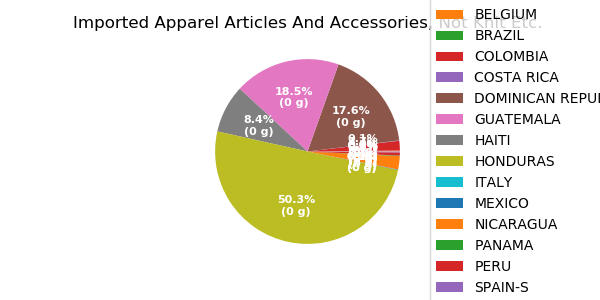 Imported Apparel Articles And Accessories, Not Knit Etc.
BELGIUM
BRAZIL
COLOMBIA
COSTA RICA
DOMINICAN REPU
GUATEMALA
HAITI
HONDURAS
ITALY
MEXICO
NICARAGUA
PANAMA
PERU
SPAIN-S
18.5%
(0 g)
17.6%
(0 g)
8.4%
(0 g)
50.3%
(0 g)
(0 g)